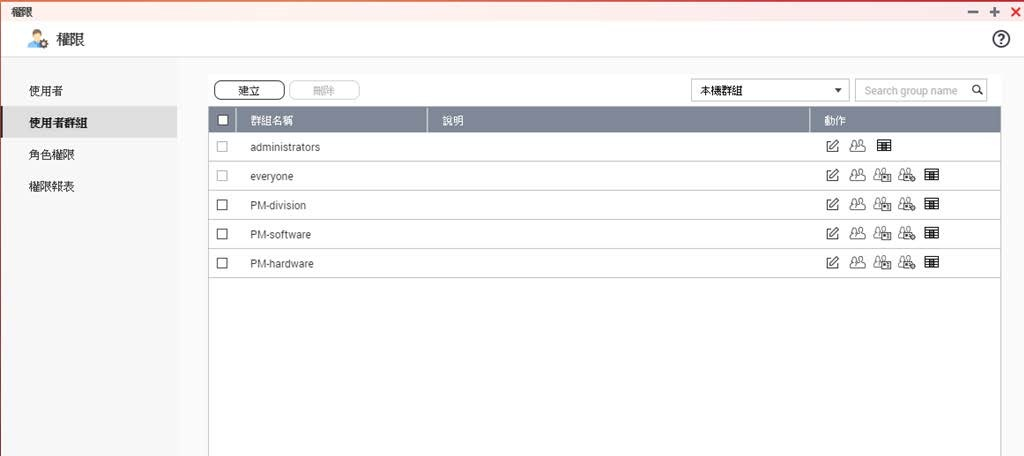 權限
權限
使用者
使用者群組
角色權限
權限報表
建立 刪除 本機群組 Search group name
群組名稱 說明 動作
administrators
everyone
PM-division
PM-software
PM-hardware